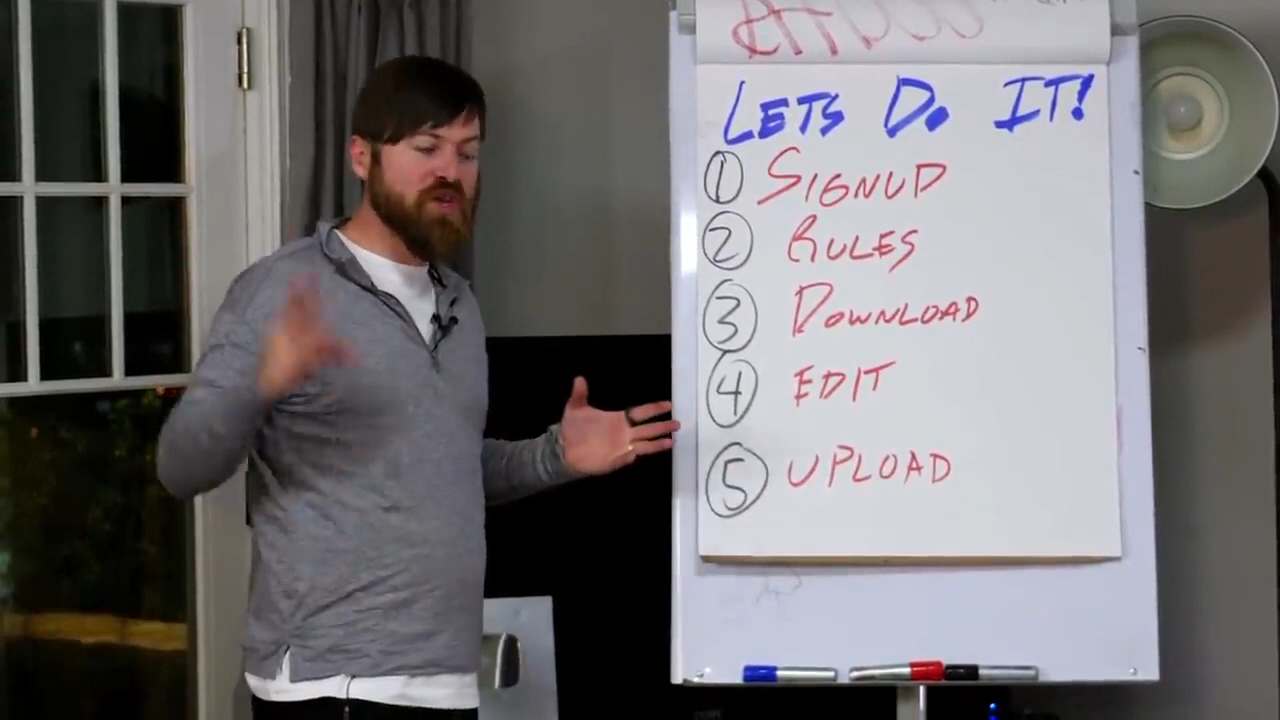 LETS DO IT!
1 SIGNUP
2 RULES
3 DOWNLOAD
4 EDIT
5 UPLOAD